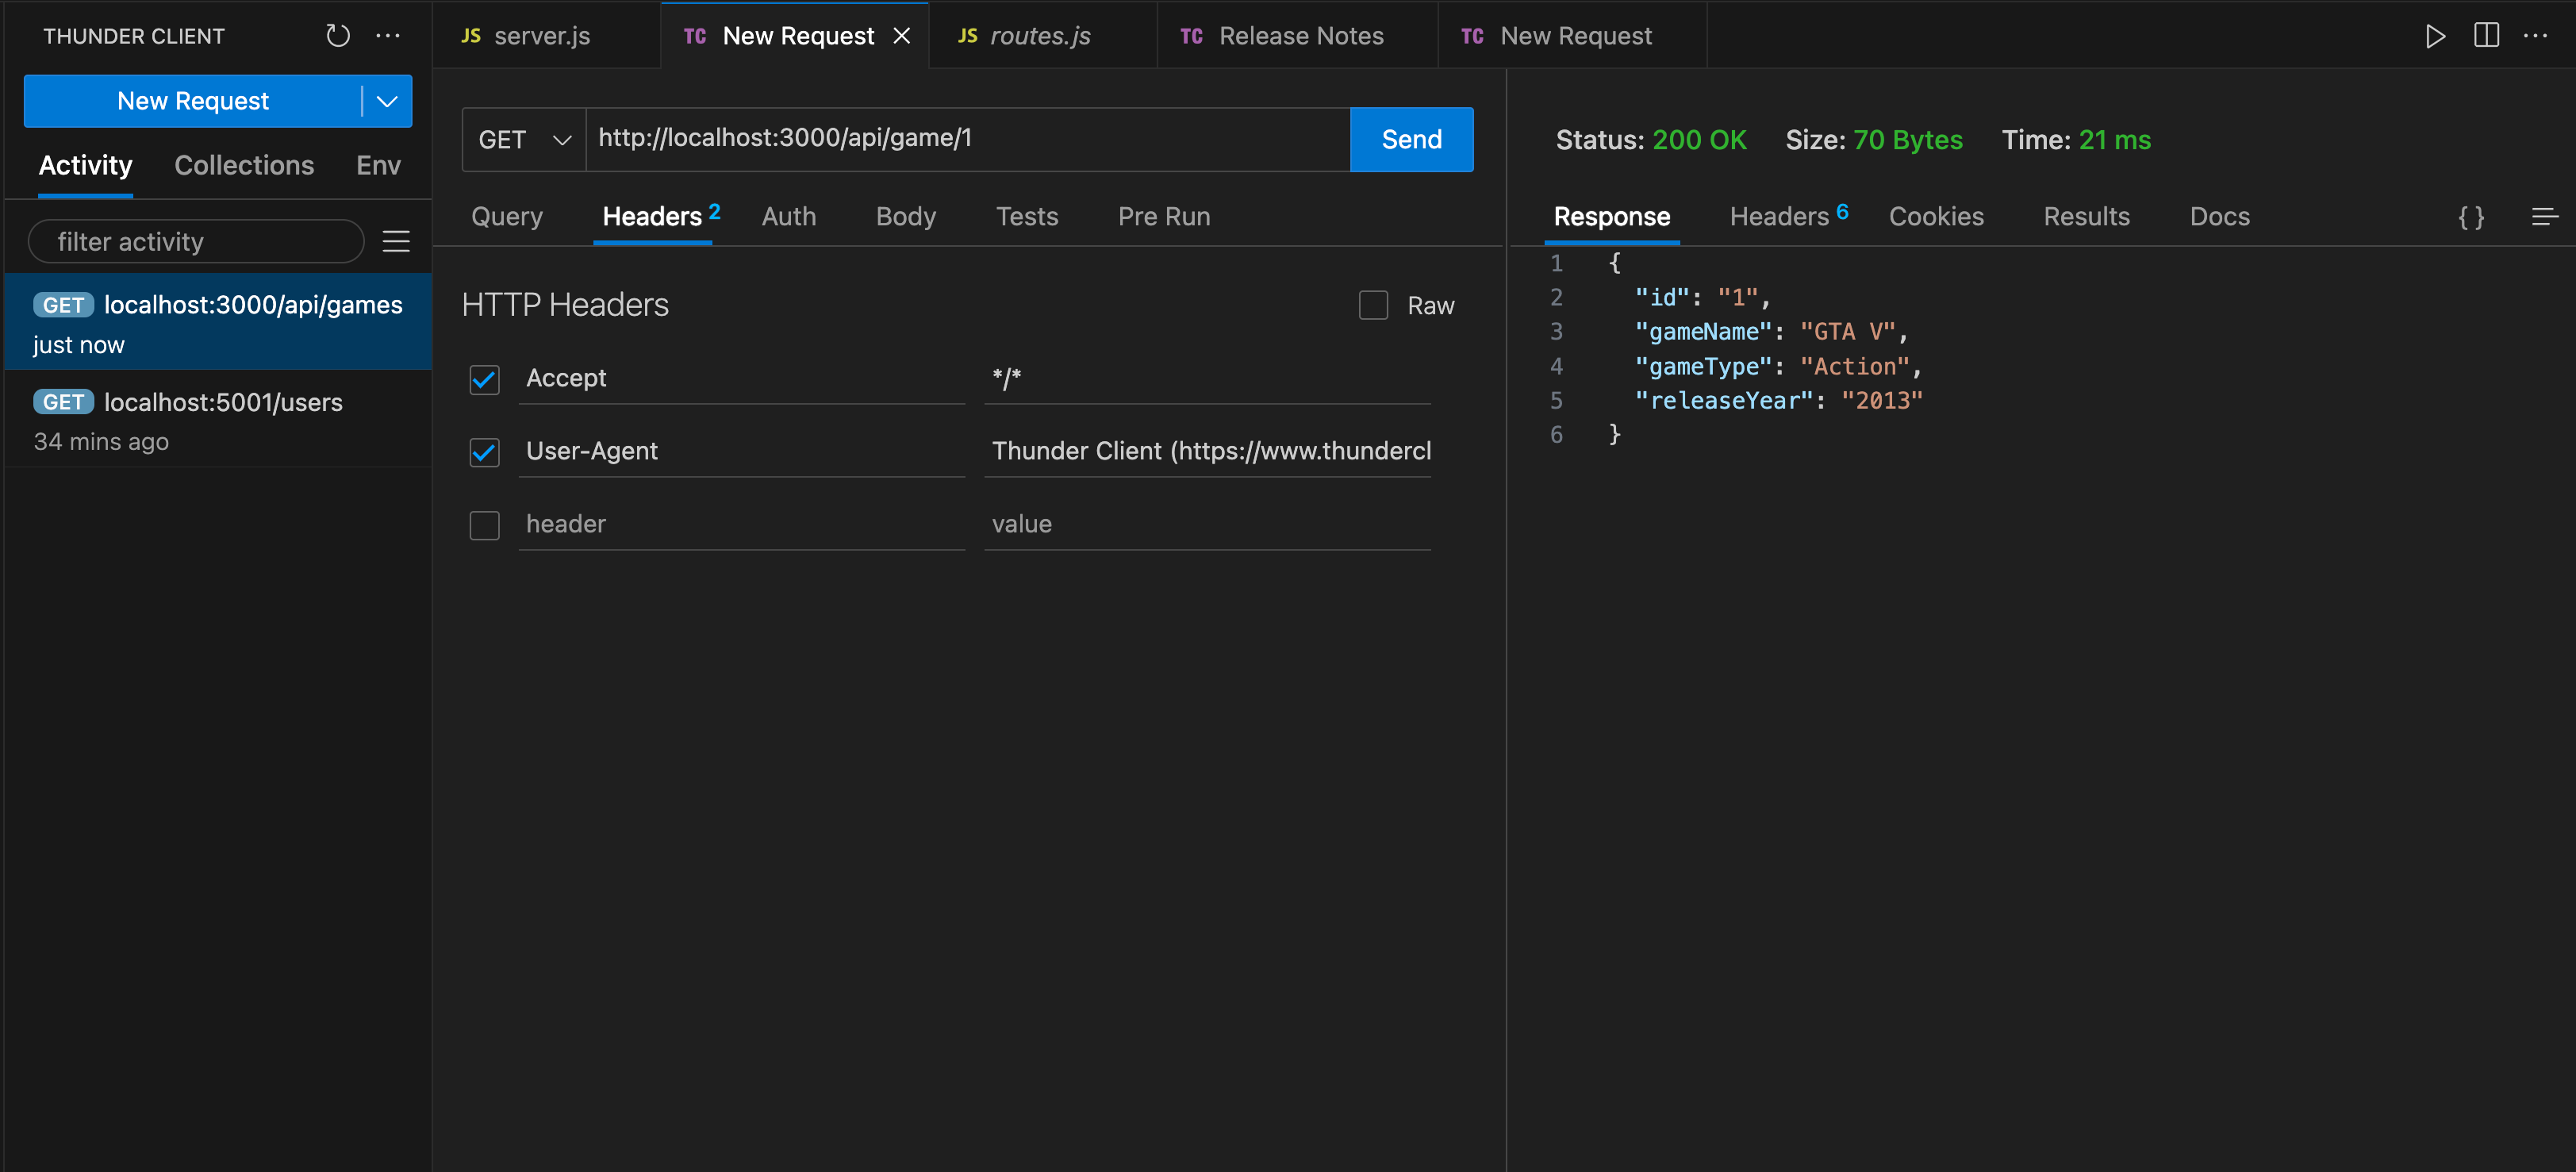 THUNDER CLIENT
New Request
Activity Collections Env
filter activity
GET localhost:3000/api/games
just now
GET localhost:5001/users
34 mins ago
JS server.js
TC New Request
JS routes.js
TC Release Notes
TC New Request
GET http://localhost:3000/api/game/1 Send
Query Headers 2 Auth Body Tests Pre Run
HTTP Headers Raw
Accept */*
User-Agent Thunder Client (https://www.thundercl
header value
Status: 200 OK Size: 70 Bytes Time: 21 ms
Response Headers 6 Cookies Results Docs { }
1 {
2 "id": "1",
3 "gameName": "GTA V",
4 "gameType": "Action",
5 "releaseYear": "2013"
6 }